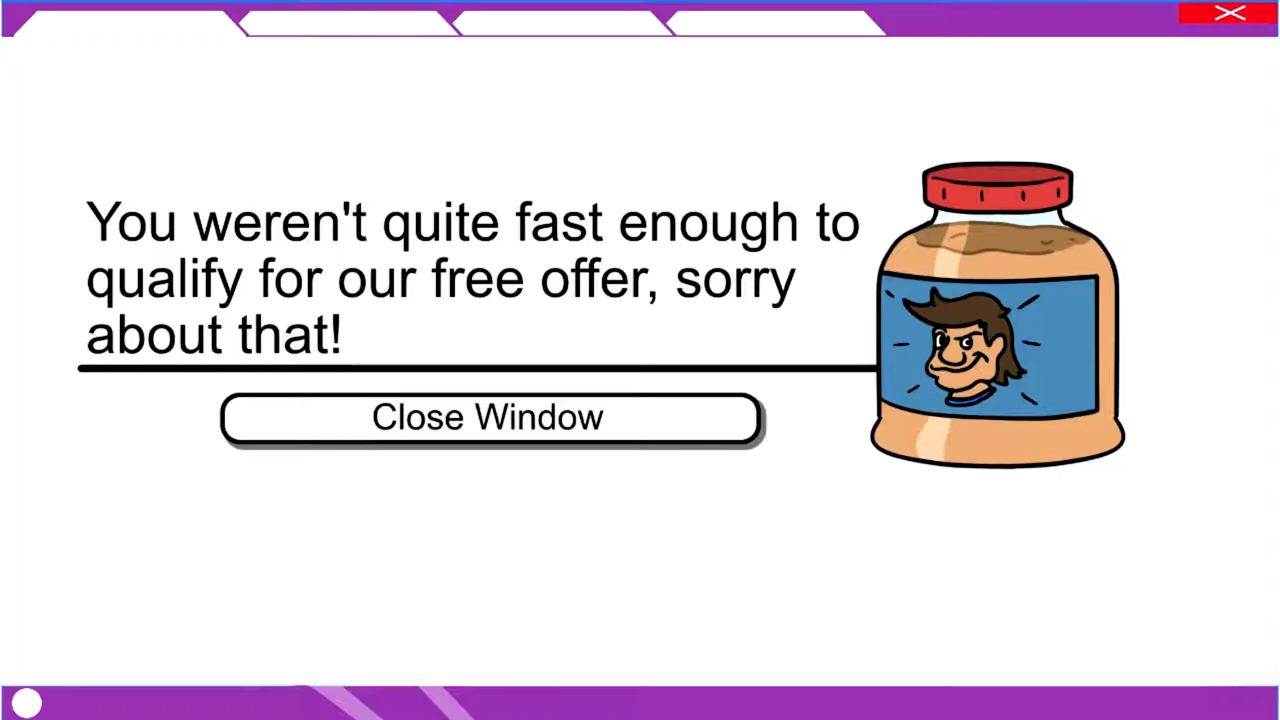 You weren't quite fast enough to
qualify for our free offer, sorry
about that!
Close Window